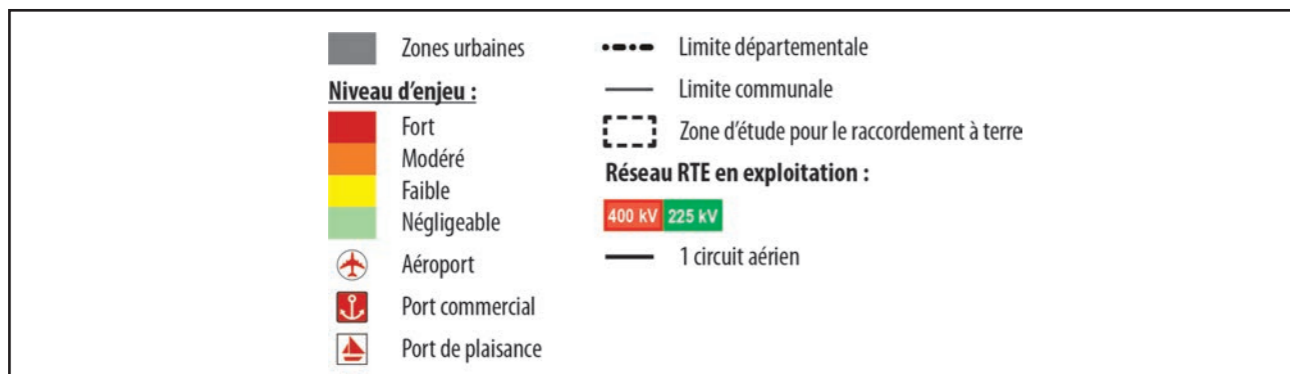 Zones urbaines
Niveau d'enjeu :
Fort
Modéré
Faible
Négligeable
Aéroport
Port commercial
Port de plaisance
Limite départementale
Limite communale
Zone d'étude pour le raccordement à terre
Réseau RTE en exploitation :
400 kV 225 kV
1 circuit aérien